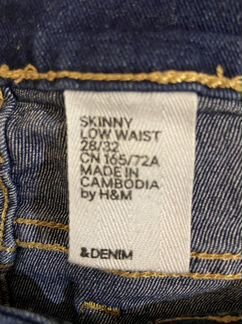 SKINNY
LOW WAIST
28/32
CN 165/72A
MADE IN
CAMBODIA
by H&M
&DENIM